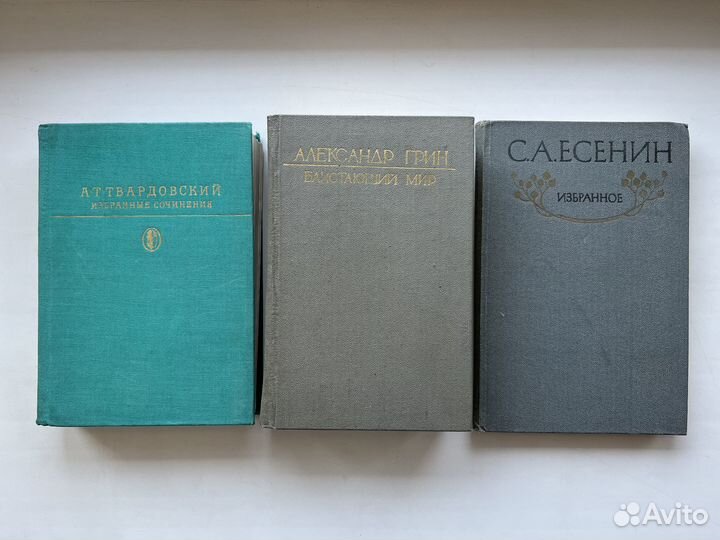 А Т ТВАРДОВСКИЙ
ИЗБРАННЫЕ СОЧИНЕНИЯ
АЛЕКСАНДР ГРИН
БЛИСТАЮЩИЙ МИР
С.А.ЕСЕНИН
ИЗБРАННОЕ
Avito